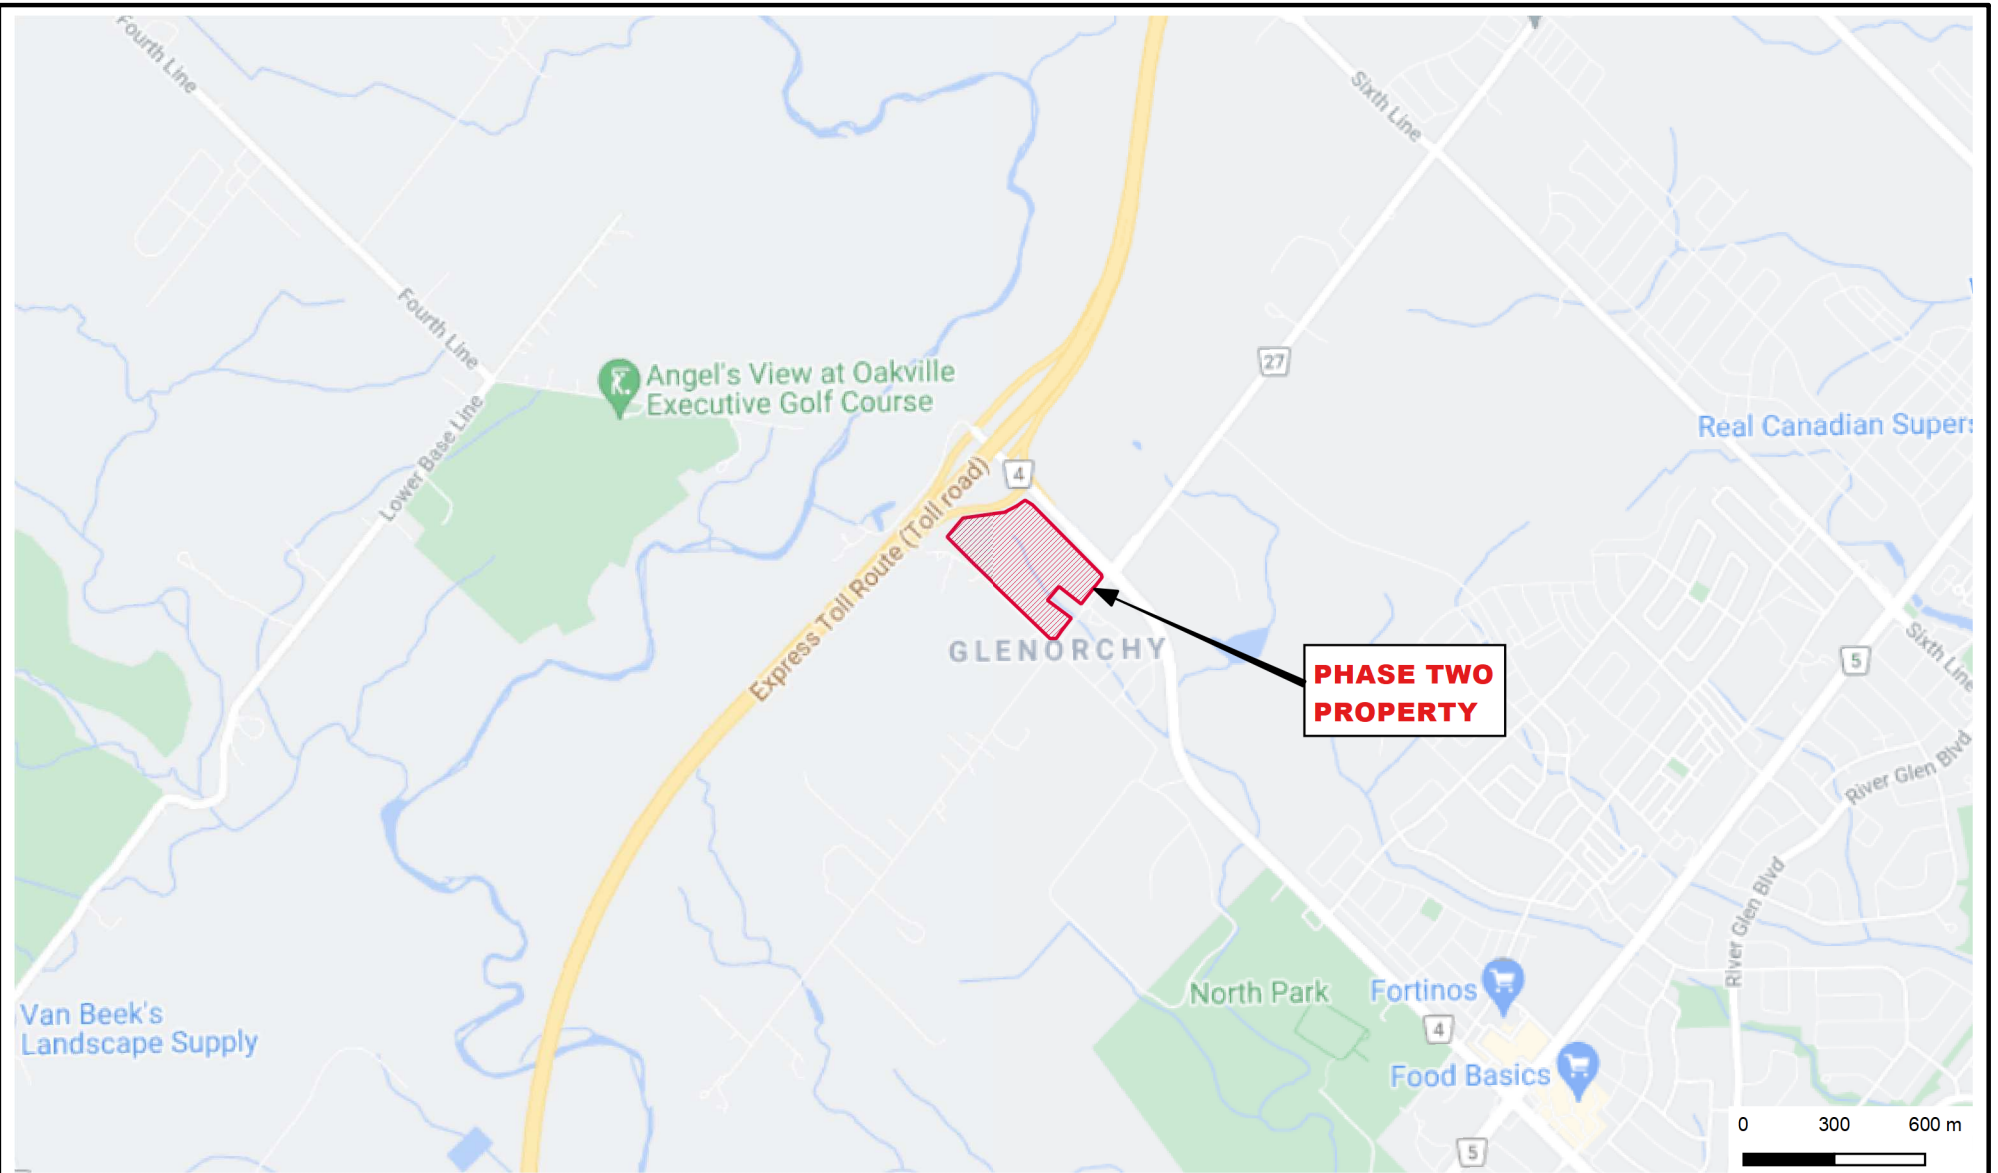 Fourth Line
Sixth Line
Fourth Line
27
Angel's View at Oakville
Executive Golf Course
Lower Base Line
Real Canadian Supers
4
Express Toll Route (Toll road)
GLENORCHY
Sixth Line
5
PHASE TWO
PROPERTY
River Glen Blvd
River Glen Blvd
North Park
Fortinos
4
Van Beek's
Landscape Supply
Food Basics
5
0 300 600 m